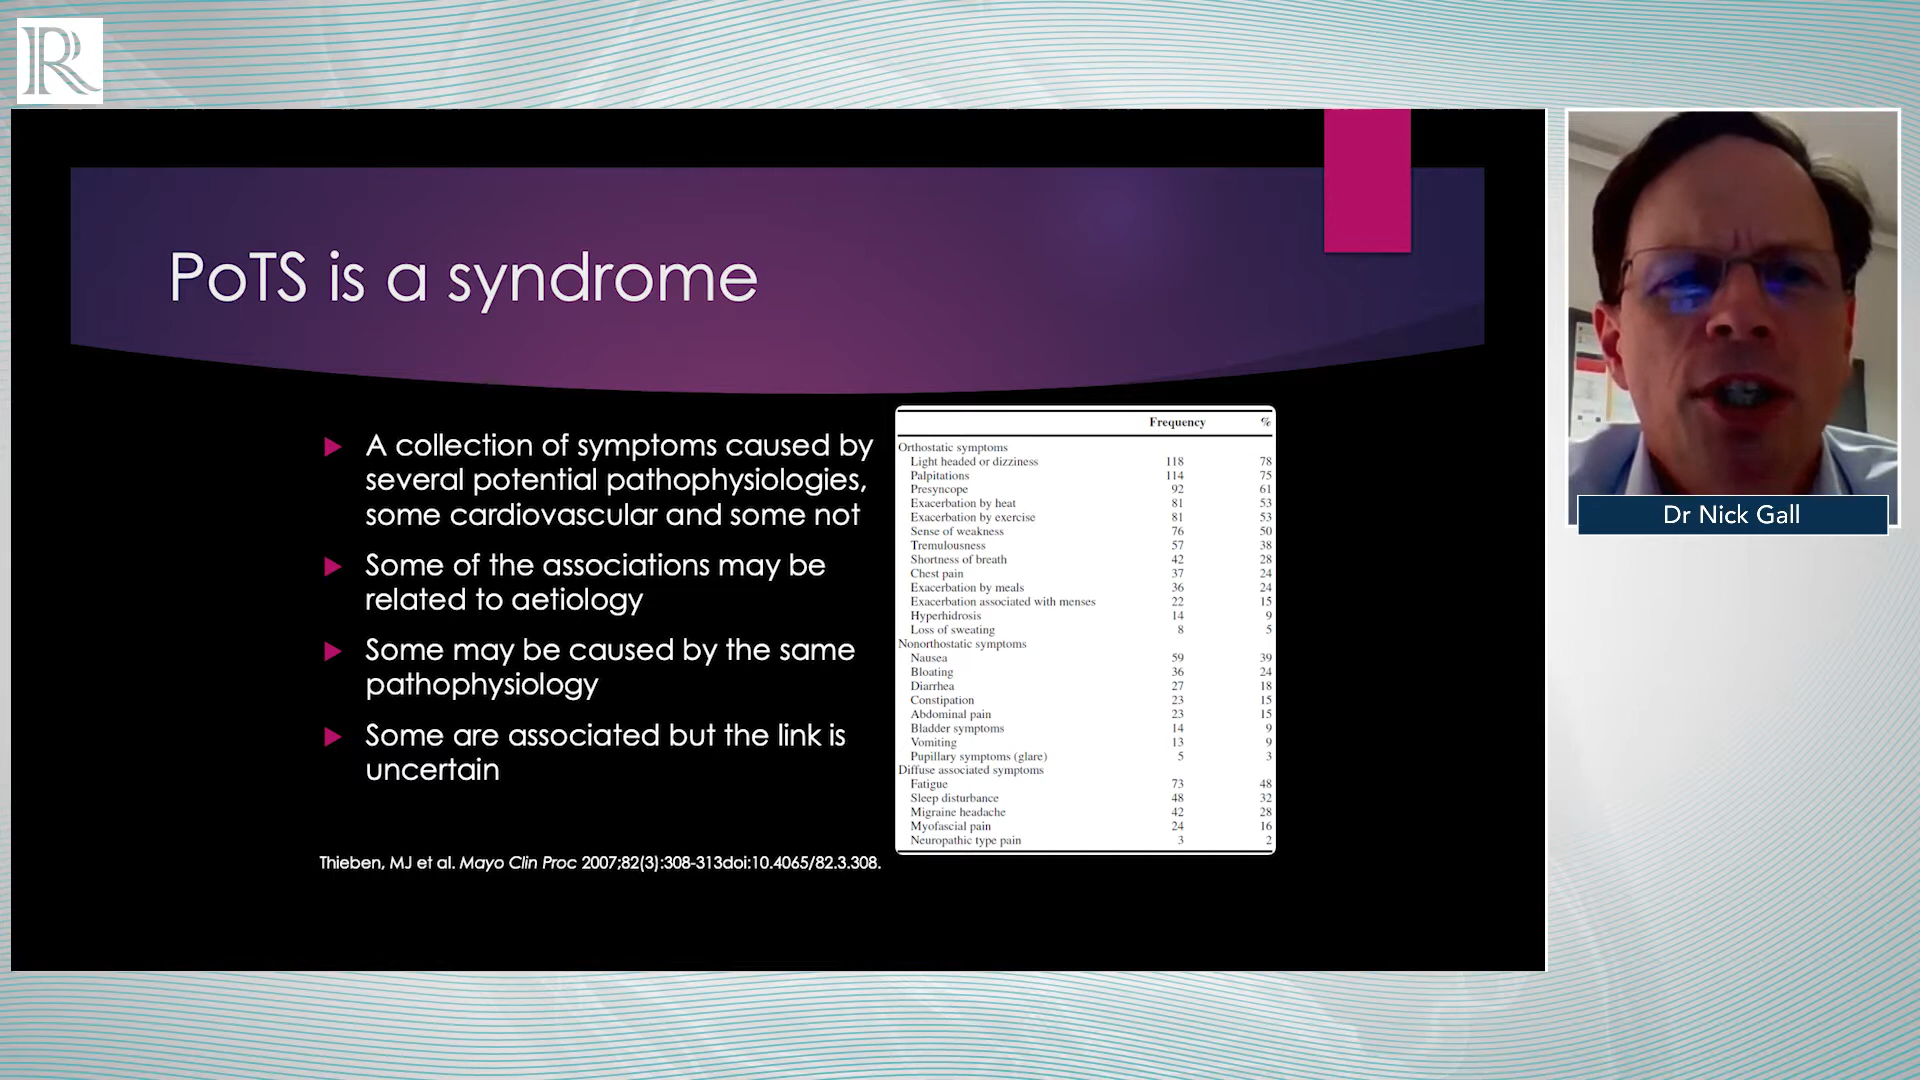 R
PoTS is a syndrome
A collection of symptoms caused by
several potential pathophysiologies,
some cardiovascular and some not
Some of the associations may be
related to aetiology
Some may be caused by the same
pathophysiology
Some are associated but the link is
uncertain
Thieben, MJ et al. Mayo Clin Proc 2007;82(3):308-313doi:10.4065/82.3.308.
Frequency %
Orthostatic symptoms
Light headed or dizziness 118 78
Palpitations 114 75
Presyncope 92 61
Exacerbation by heat 81 53
Exacerbation by exercise 81 53
Sense of weakness 76 50
Tremulousness 57 38
Shortness of breath 42 28
Chest pain 37 24
Exacerbation by meals 36 24
Exacerbation associated with menses 22 15
Hyperhidrosis 14 9
Loss of sweating 8 5
Nonorthostatic symptoms
Nausea 59 39
Bloating 36 24
Diarrhea 27 18
Constipation 23 15
Abdominal pain 23 15
Bladder symptoms 14 9
Vomiting 13 9
Pupillary symptoms (glare) 5 3
Diffuse associated symptoms
Fatigue 73 48
Sleep disturbance 48 32
Migraine headache 42 28
Myofascial pain 24 16
Neuropathic type pain 3 2
Dr Nick Gall